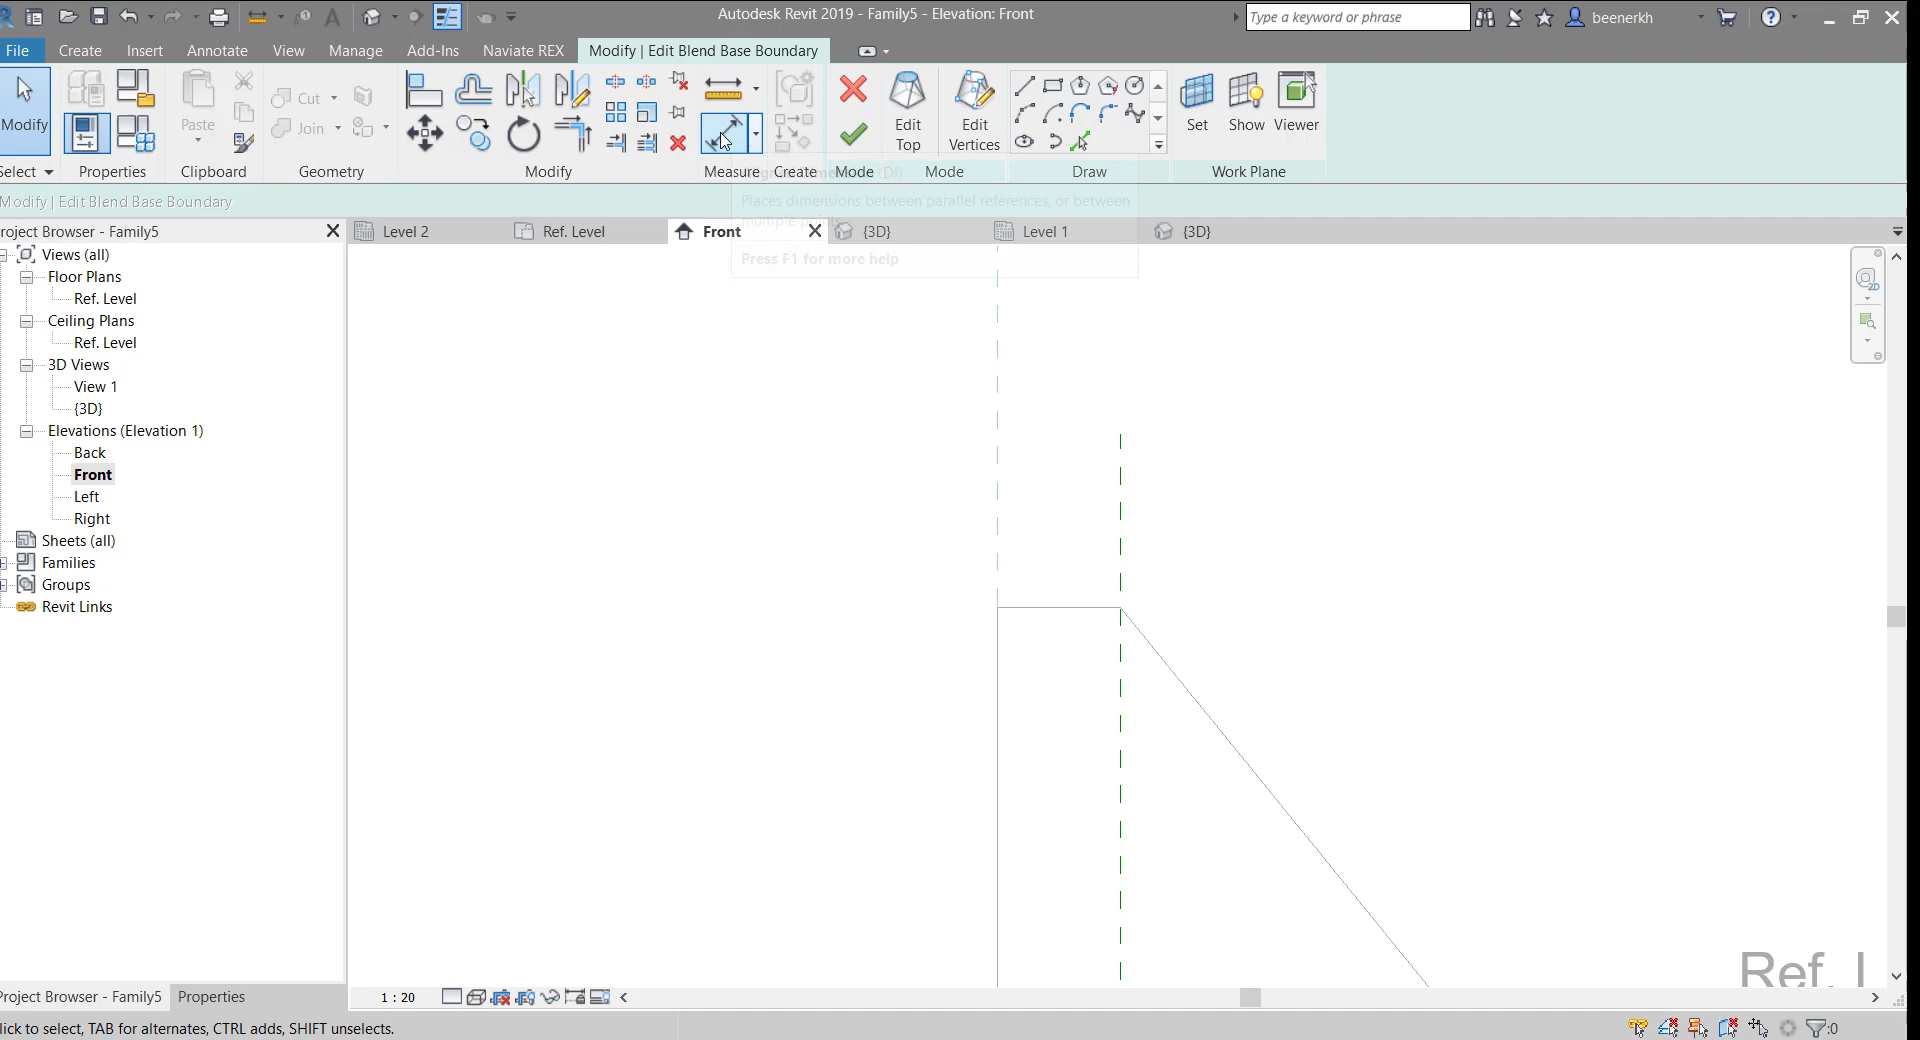 Autodesk Revit 2019 - Family5 - Elevation: Front
Type a keyword or phrase
beenerkh
File
Create
Insert
Annotate
View
Manage
Add-Ins
Naviate REX
Modify | Edit Blend Base Boundary
Modify
Paste
Cut
Join
Edit
Top
Edit
Vertices
Set
Show
Viewer
Select
Properties
Clipboard
Geometry
Modify
Measure
Create
Mode
Mode
Draw
Work Plane
Modify | Edit Blend Base Boundary
Places dimensions between parallel references, or between
multiple points.
Press F1 for more help
roject Browser - Family5
Level 2
Ref. Level
Front
{3D}
Level 1
{3D}
Views (all)
Floor Plans
Ref. Level
Ceiling Plans
Ref. Level
3D Views
View 1
{3D}
Elevations (Elevation 1)
Back
Front
Left
Right
Sheets (all)
Families
Groups
Revit Links
2D
Ref. l
Project Browser - Family5
Properties
1 : 20
lick to select, TAB for alternates, CTRL adds, SHIFT unselects.
:0